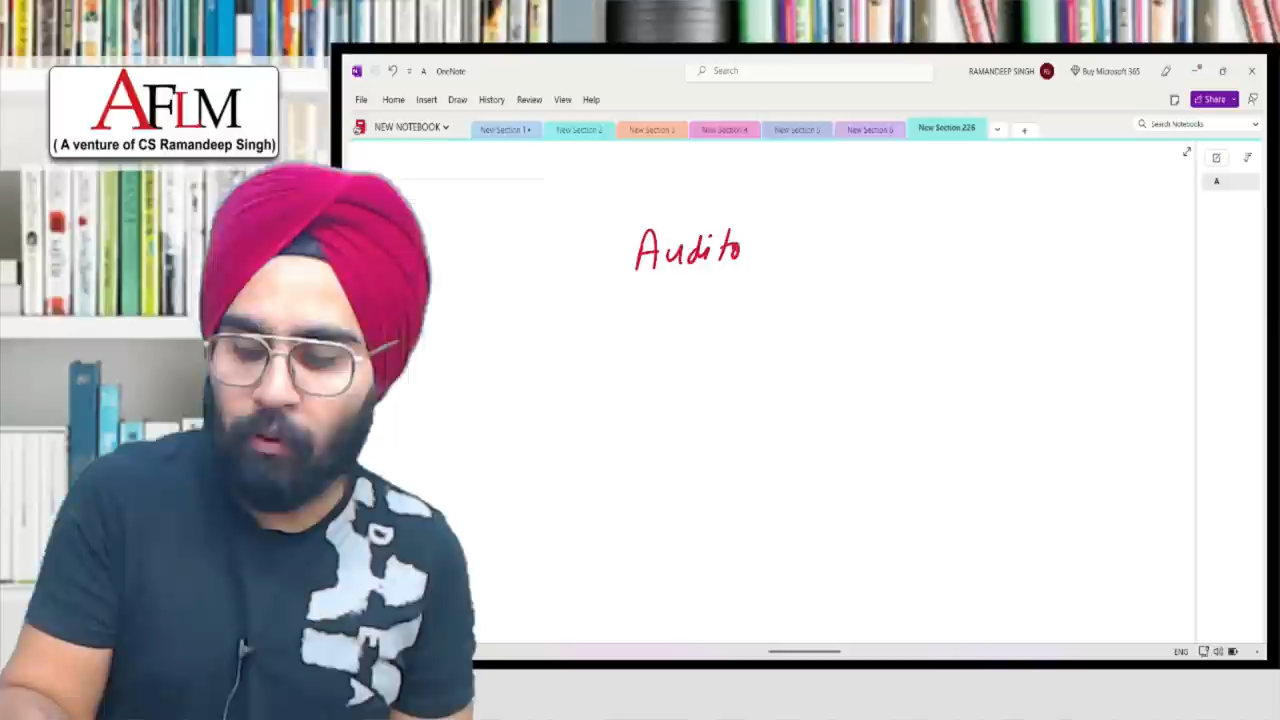 AFLM
( A venture of CS Ramandeep Singh)
A OneNote
Search
RAMANDEEP SINGH
Buy Microsoft 365
File Home Insert Draw History Review View Help
Share
NEW NOTEBOOK
New Section 1
New Section 2
New Section 3
New Section 4
New Section 5
New Section 6
New Section 226
+
Search Notebooks
A
Audito
ENG